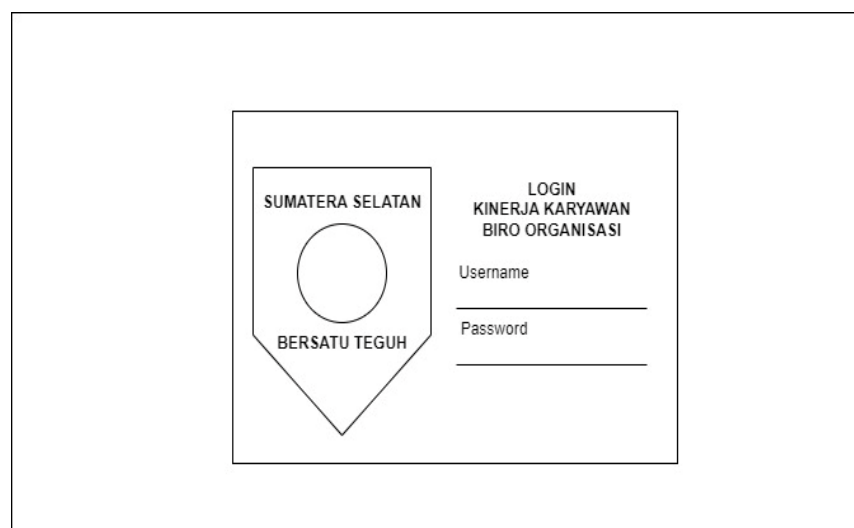 SUMATERA SELATAN
BERSATU TEGUH
LOGIN
KINERJA KARYAWAN
BIRO ORGANISASI
Username
Password